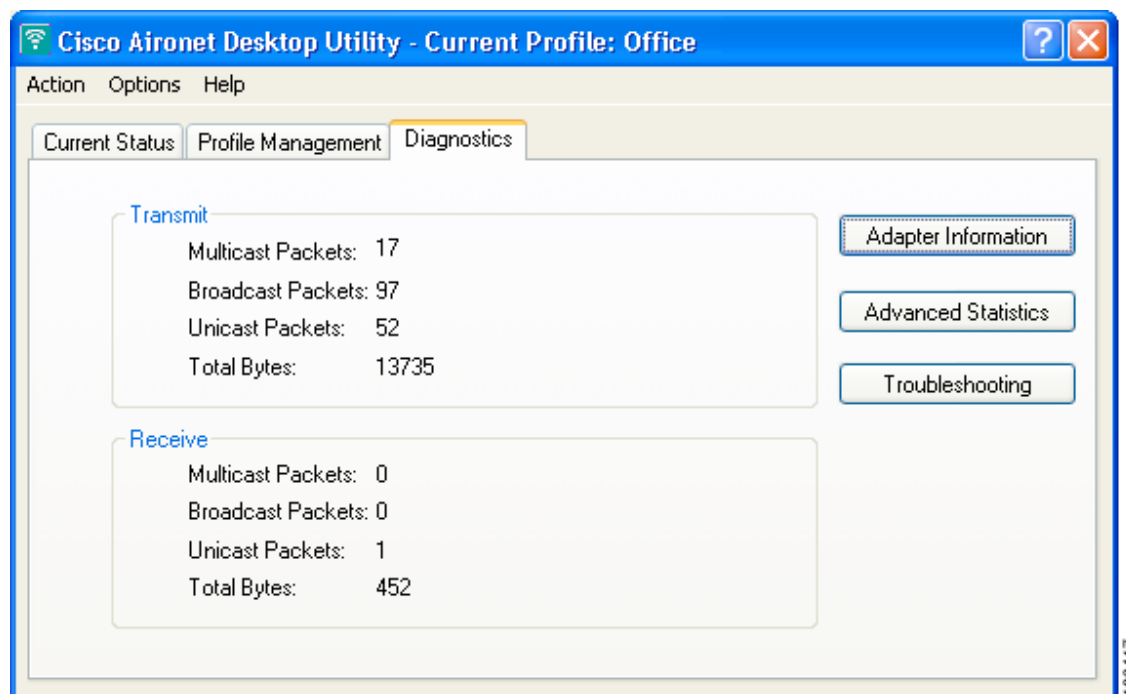 Cisco Aironet Desktop Utility - Current Profile: Office
Action Options Help
Current Status Profile Management Diagnostics
Transmit
Multicast Packets: 17
Broadcast Packets: 97
Unicast Packets: 52
Total Bytes: 13735
Adapter Information
Advanced Statistics
Troubleshooting
Receive
Multicast Packets: 0
Broadcast Packets: 0
Unicast Packets: 1
Total Bytes: 452